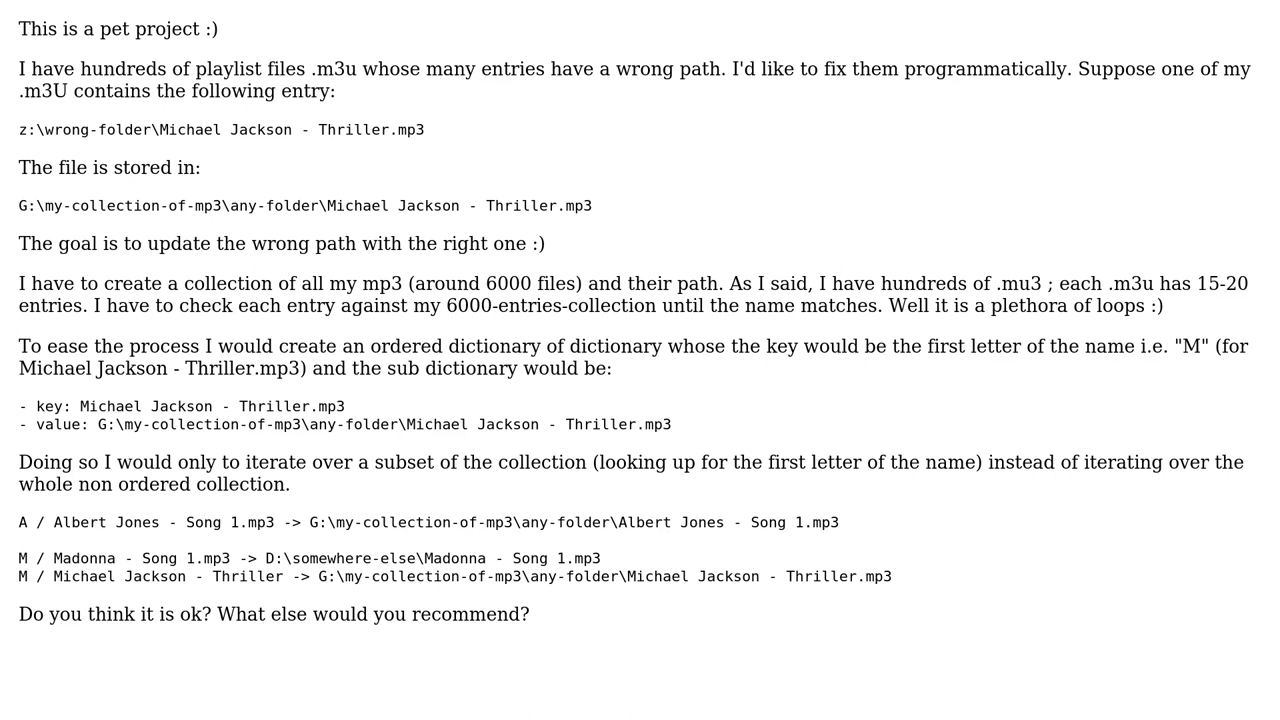 This is a pet project :)
I have hundreds of playlist files .m3u whose many entries have a wrong path. I'd like to fix them programmatically. Suppose one of my
.m3U contains the following entry:
z:\wrong-folder\Michael Jackson - Thriller.mp3
The file is stored in:
G:\my-collection-of-mp3\any-folder\Michael Jackson - Thriller.mp3
The goal is to update the wrong path with the right one :)
I have to create a collection of all my mp3 (around 6000 files) and their path. As I said, I have hundreds of .mu3 ; each .m3u has 15-20
entries. I have to check each entry against my 6000-entries-collection until the name matches. Well it is a plethora of loops :)
To ease the process I would create an ordered dictionary of dictionary whose the key would be the first letter of the name i.e. "M" (for
Michael Jackson - Thriller.mp3) and the sub dictionary would be:
- key: Michael Jackson - Thriller.mp3
- value: G:\my-collection-of-mp3\any-folder\Michael Jackson - Thriller.mp3
Doing so I would only to iterate over a subset of the collection (looking up for the first letter of the name) instead of iterating over the
whole non ordered collection.
A / Albert Jones - Song 1.mp3 -> G:\my-collection-of-mp3\any-folder\Albert Jones - Song 1.mp3
M / Madonna - Song 1.mp3 -> D:\somewhere-else\Madonna - Song 1.mp3
M / Michael Jackson - Thriller -> G:\my-collection-of-mp3\any-folder\Michael Jackson - Thriller.mp3
Do you think it is ok? What else would you recommend?